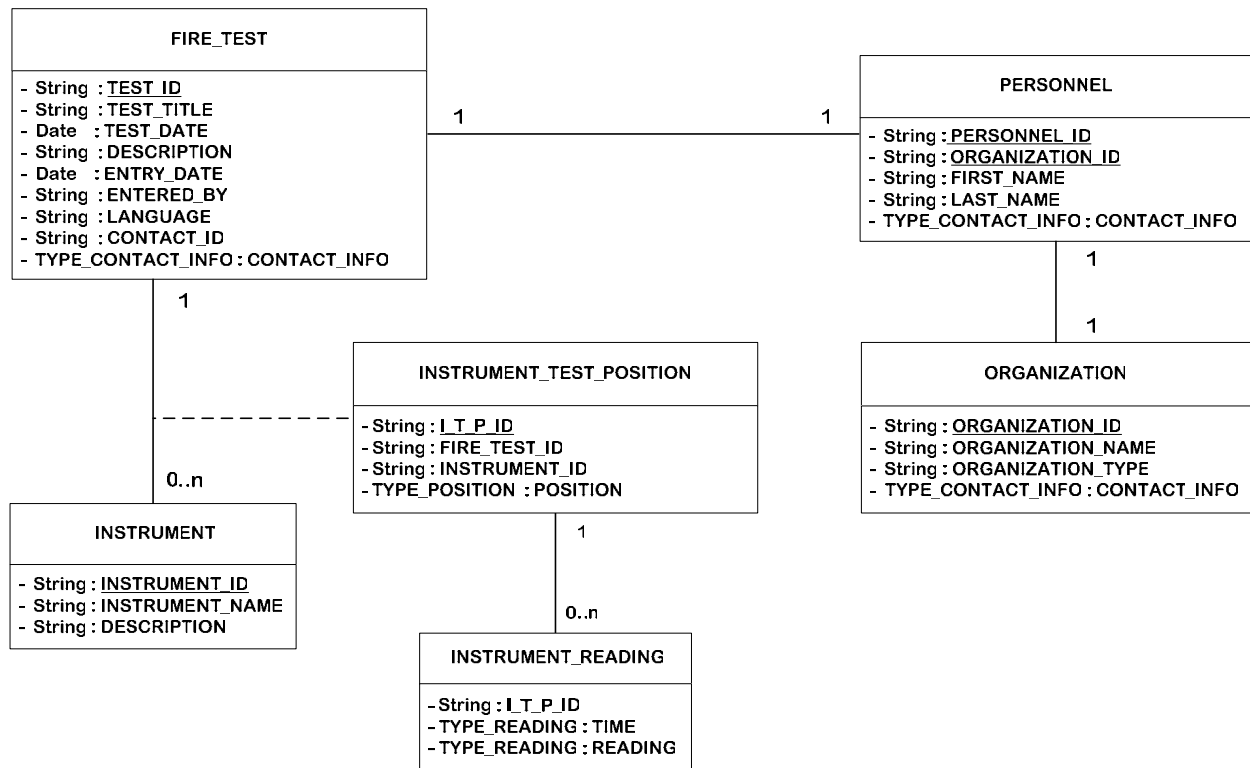 FIRE_TEST
- String : TEST_ID
- String : TEST_TITLE
- Date : TEST_DATE
- String : DESCRIPTION
- Date : ENTRY_DATE
- String : ENTERED_BY
- String : LANGUAGE
- String : CONTACT_ID
- TYPE_CONTACT_INFO : CONTACT_INFO
1
1
PERSONNEL
- String : PERSONNEL_ID
- String : ORGANIZATION_ID
- String : FIRST_NAME
- String : LAST_NAME
- TYPE_CONTACT_INFO : CONTACT_INFO
1
1
1
ORGANIZATION
- String : ORGANIZATION_ID
- String : ORGANIZATION_NAME
- String : ORGANIZATION_TYPE
- TYPE_CONTACT_INFO : CONTACT_INFO
INSTRUMENT_TEST_POSITION
- String : I_T_P_ID
- String : FIRE_TEST_ID
- String : INSTRUMENT_ID
- TYPE_POSITION : POSITION
0..n
INSTRUMENT
- String : INSTRUMENT_ID
- String : INSTRUMENT_NAME
- String : DESCRIPTION
1
0..n
INSTRUMENT_READING
- String : I_T_P_ID
- TYPE_READING : TIME
- TYPE_READING : READING